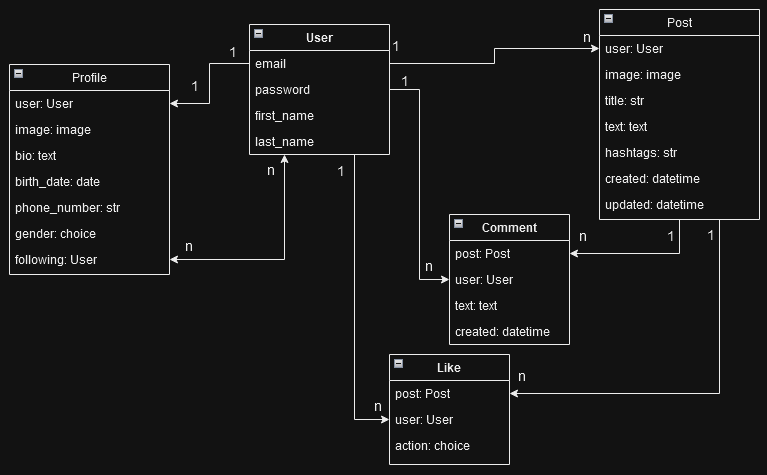 Profile
user: User
image: image
bio: text
birth_date: date
phone_number: str
gender: choice
following: User
User
email
password
first_name
last_name
Post
user: User
image: image
title: str
text: text
hashtags: str
created: datetime
updated: datetime
Comment
post: Post
user: User
text: text
created: datetime
Like
post: Post
user: User
action: choice
1
1
n
n
1
n
1
n
1
n
1
n
1
n